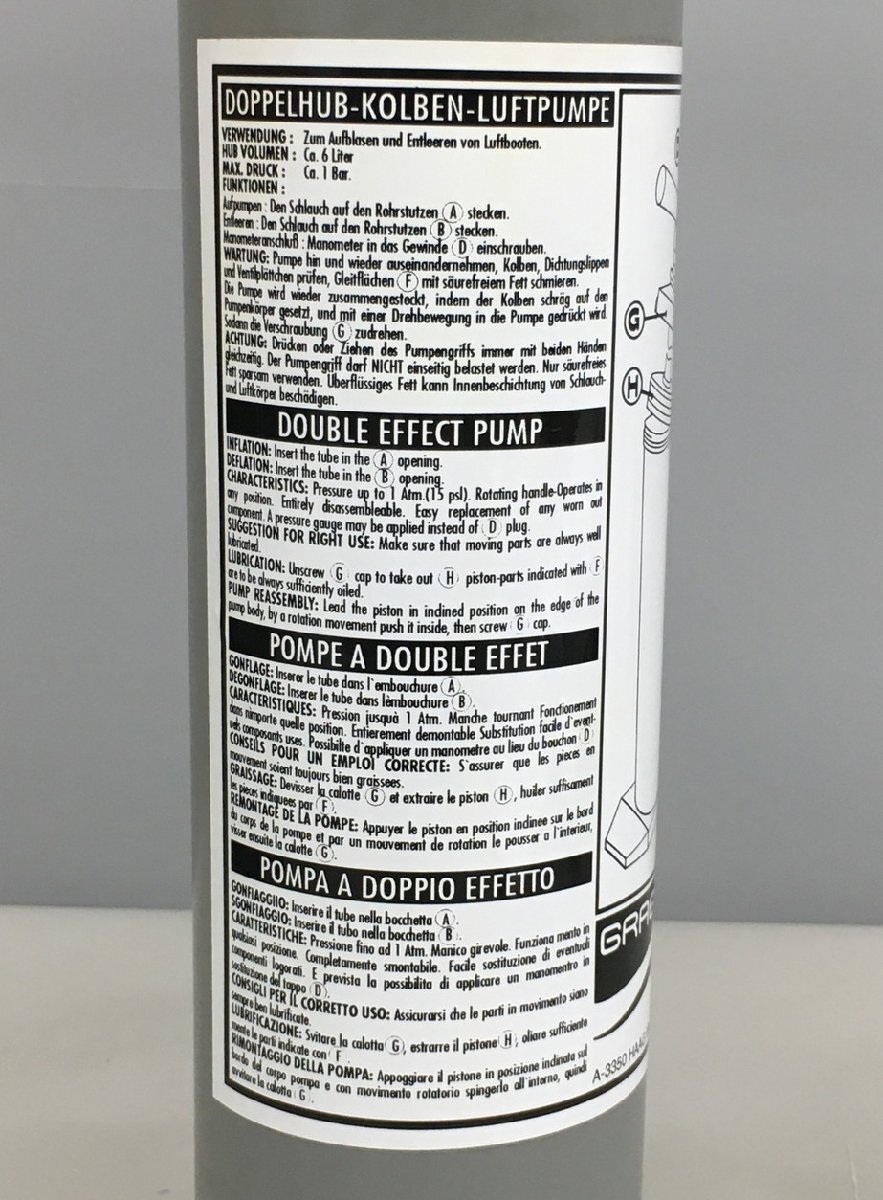 DOPPELHUB-KOLBEN-LUFTPUMPE
VERWENDUNG : Zum Aufblasen und Entleeren von Luftbooten.
HUB VOLUMEN : Ca. 6 Liter
MAX. DRUCK : Ca. 1 Bar.
FUNKTIONEN :
Aufpumpen : Den Schlauch auf den Rohrstutzen A stecken.
Entleeren : Den Schlauch auf den Rohrstutzen B stecken.
Manometeranschluß : Manometer in das Gewinde D einschrauben.
WARTUNG: Pumpe hin und wieder auseinandernehmen, Kolben, Dichtungslippen
und Ventilplättchen prüfen, Gleitflächen F mit säurefreiem Fett schmieren.
Die Pumpe wird wieder zusammengesteckt, indem der Kolben schräg auf den
Pumpenkörper gesetzt, und mit einer Drehbewegung in die Pumpe gedrückt wird.
Sodann die Verschraubung G zudrehen.
ACHTUNG: Drücken oder Ziehen des Pumpengriffs immer mit beiden Händen
gleichzeitig. Der Pumpengriff darf NICHT einseitig belastet werden. Nur säurefreies
Fett sparsam verwenden. Überflüssiges Fett kann Innenbeschichtung von Schlauch-
und Luftkörper beschädigen.
DOUBLE EFFECT PUMP
INFLATION: Insert the tube in the A opening.
DEFLATION: Insert the tube in the B opening.
CHARACTERISTICS: Pressure up to 1 Atm.(15 psl). Rotating handle-Operates in
any position. Entirely disassembleable. Easy replacement of any worn out
component. A pressure gauge may be applied instead of D plug.
SUGGESTION FOR RIGHT USE: Make sure that moving parts are always well
lubricated.
LUBRICATION: Unscrew G cap to take out H piston-parts indicated with F
are to be always sufficiently oiled.
PUMP REASSEMBLY: Lead the piston in indined position on the edge of the
pump body, by a rotation movement push it inside, then screw G cap.
POMPE A DOUBLE EFFET
GONFLAGE: Inserer le tube dans l'embouchure A.
DEGONFLAGE: Inserer le tube dans lèmbouchure B.
CARACTERISTIQUES: Pression jusquà 1 Atm. Manche tournant Fonctionement
dans nimporte quelle position. Entierement demontable Substitution facile d'event-
uels composants uses. Possibilte d'appliquer un manometre au lieu du bouchon D
CONSEILS POUR UN EMPLOI CORRECTE: S'assurer que les pieces en
mouvement soient toujours bien graissees.
GRAISSAGE: Devisser la calotte G et extraire le piston H, huiler suffisament
les pieces indiquees par F.
REMONTAGE DE LA POMPE: Appuyer le piston en position indinee sur le bord
du corps de la pompe et par un mouvement de rotation le pousser a l'interieur,
visser ensuite la calotte G.
POMPA A DOPPIO EFFETTO
GONFIAGGIIO: Inserire il tube nella bocchetta A.
SGONFIAGGIO: Inserire il tubo nella bocchetta B.
CARATTERISTICHE: Pressione fino ad 1 Atm. Manico girevole. Funziona mento in
qualsiasi posizione. Completamente smontabile. Facile sostituzione di eventudi
componenti logorati. E prevista la possibilita di applicare un manomentro in
sostituzione del tappo D.
CONSIGLI PER IL CORRETTO USO: Assicurarsi che le parti in movimento siano
sempre ben lubrificate.
LUBRIFICAZIONE: Svitare la calotta G, estrarre il pistone H, oliare sufficiente
mente le parti indicate con F.
RIMONTAGGIO DELLA POMPA: Appoggiare il pistone in posizione indinata sul
bordo del corpo pompa e con movimento rotatorio spingerlo all'interno, quindi
avvitare la calotta G.
G
H
A-3350 HAAG